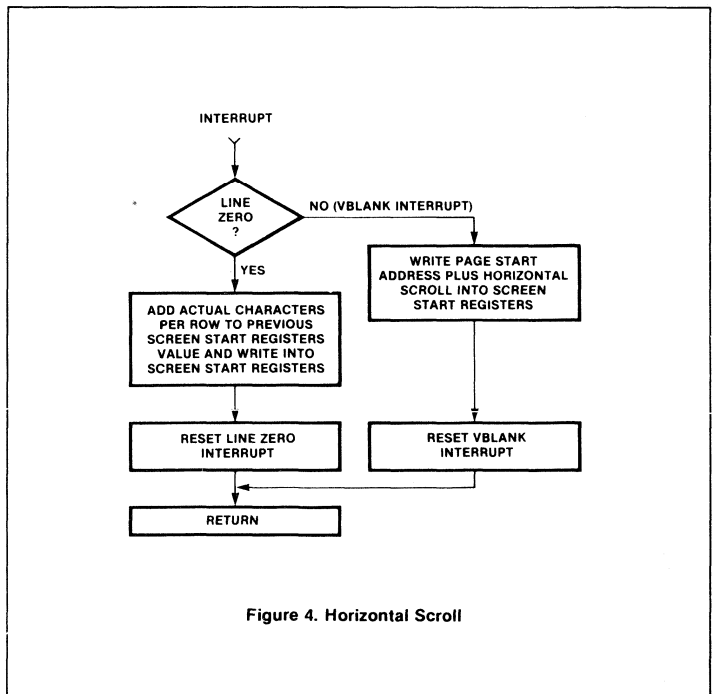 INTERRUPT
LINE
ZERO
?
NO (VBLANK INTERRUPT)
YES
WRITE PAGE START
ADDRESS PLUS HORIZONTAL
SCROLL INTO SCREEN
START REGISTERS
ADD ACTUAL CHARACTERS
PER ROW TO PREVIOUS
SCREEN START REGISTERS
VALUE AND WRITE INTO
SCREEN START REGISTERS
RESET LINE ZERO
INTERRUPT
RESET VBLANK
INTERRUPT
RETURN
Figure 4. Horizontal Scroll